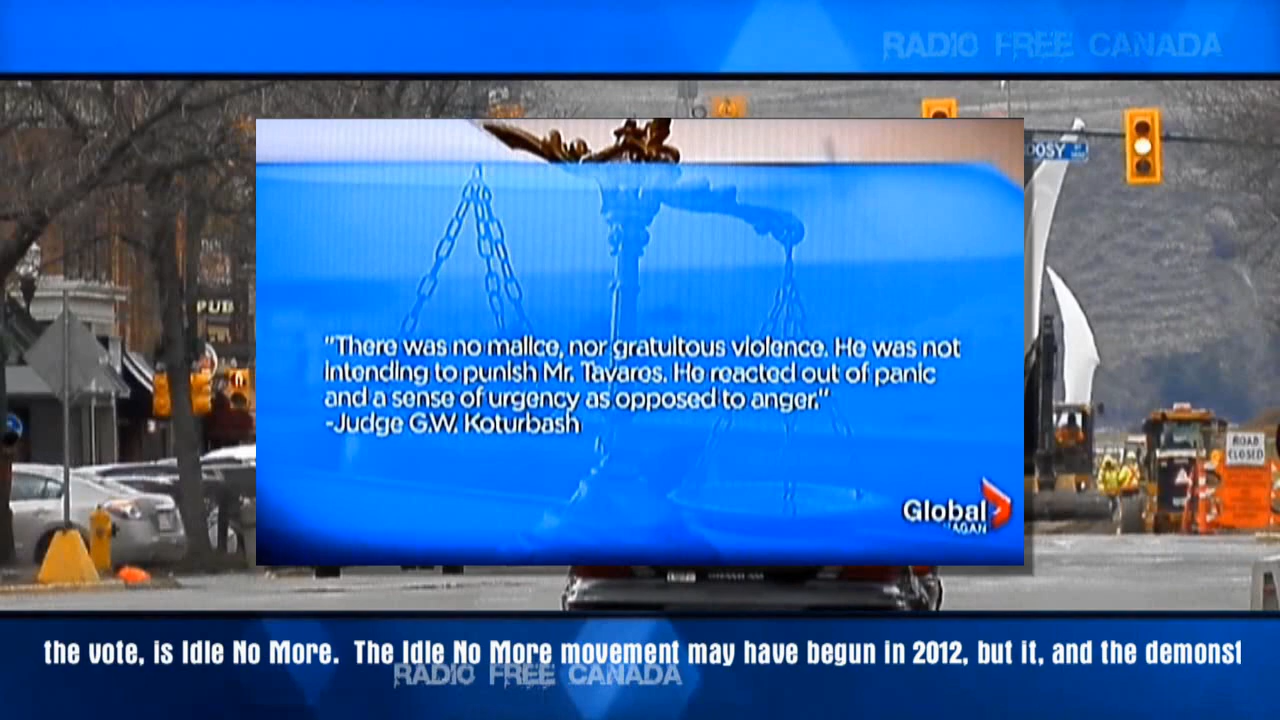 RADIO FREE CANADA
PUB
ROAD
CLOSED
"There was no malice, nor gratuitous violence. He was not
intending to punish Mr. Tavares. He reacted out of panic
and a sense of urgency as opposed to anger."
-Judge G.W. Koturbash
Global
the vote, is Idle No More. The Idle No More movement may have begun in 2012, but it, and the demonst
RADIO FREE CANADA